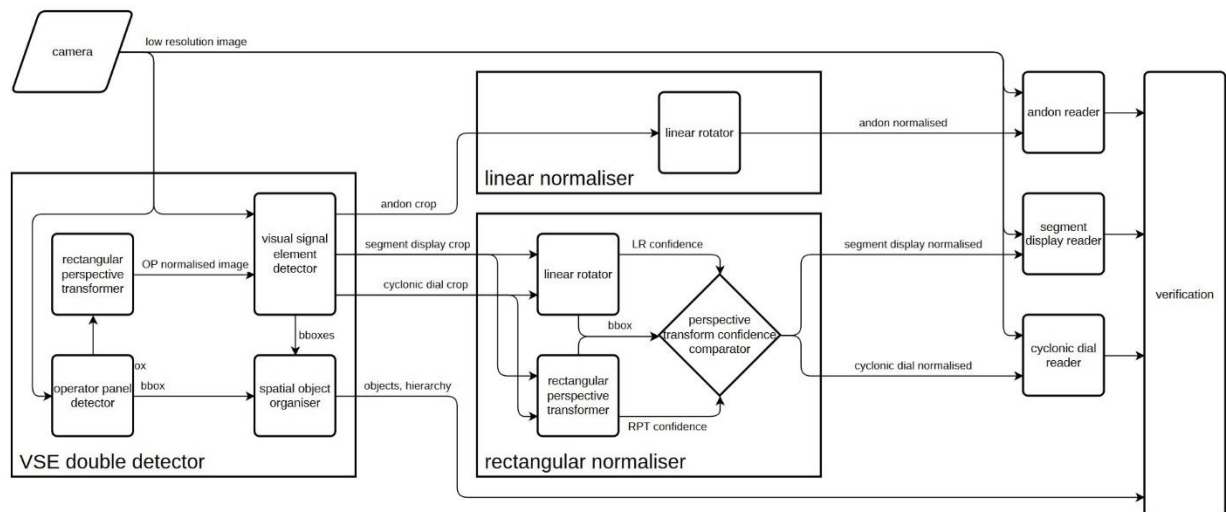 camera
low resolution image
linear rotator
andon normalised
andon reader
linear normaliser
andon crop
visual signal
element
detector
rectangular
perspective
transformer
OP normalised image
segment display crop
cyclonic dial crop
bboxes
operator panel
detector
ox
bbox
spatial object
organiser
objects, hierarchy
VSE double detector
linear rotator
LR confidence
bbox
perspective
transform confidence
comparator
rectangular
perspective
transformer
RPT confidence
rectangular normaliser
segment display normalised
segment
display reader
cyclonic dial normalised
cyclonic dial
reader
verification